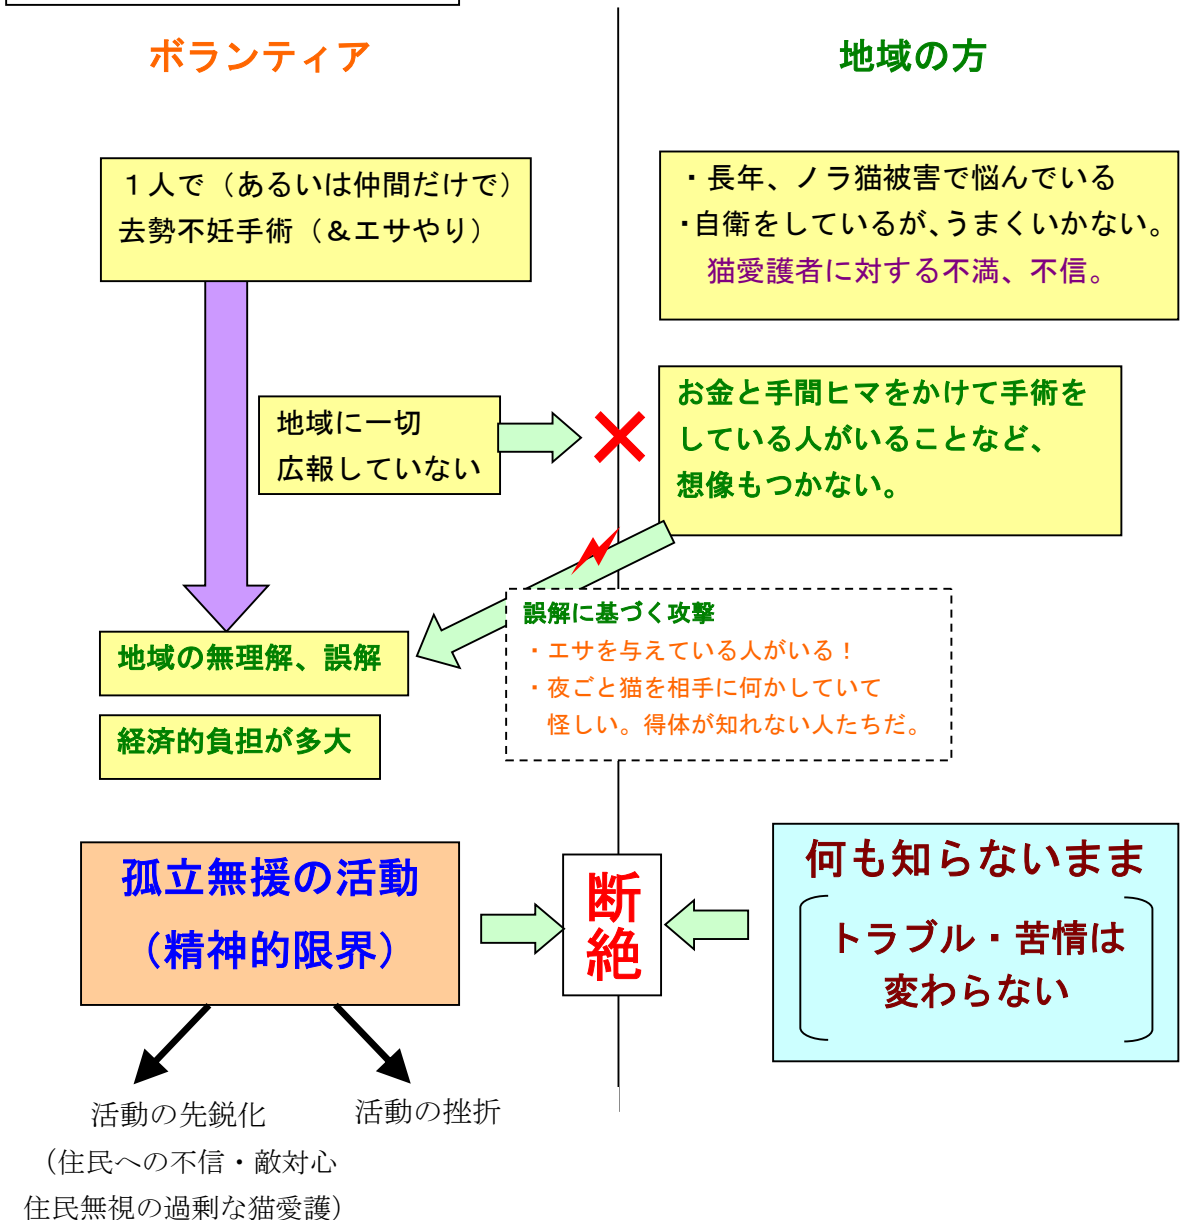 ボランティア
地域の方
１人で（あるいは仲間だけで）
去勢不妊手術（＆エサやり）
・長年、ノラ猫被害で悩んでいる
・自衛をしているが、うまくいかない。
猫愛護者に対する不満、不信。
地域に一切
広報していない
お金と手間ヒマをかけて手術を
している人がいることなど、
想像もつかない。
誤解に基づく攻撃
・エサを与えている人がいる！
・夜ごと猫を相手に何かしていて
怪しい。得体が知れない人たちだ。
地域の無理解、誤解
経済的負担が多大
孤立無援の活動
（精神的限界）
断
絶
何も知らないまま
トラブル・苦情は
変わらない
活動の先鋭化
（住民への不信・敵対心
住民無視の過剰な猫愛護）
活動の挫折